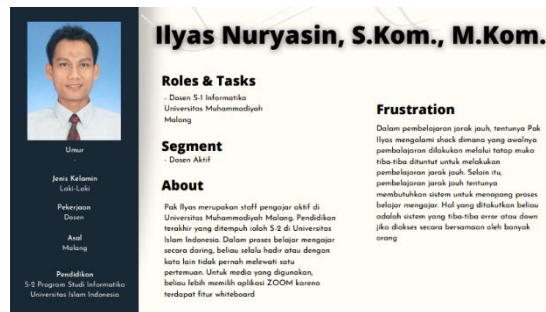 Ilyas Nuryasin, S.Kom., M.Kom.
Umur
-
Jenis Kelamin
Laki-Laki
Pekerjaan
Dosen
Asal
Malang
Pendidikan
S-2 Program Studi Informatika
Universitas Islam Indonesia
Roles & Tasks
- Dosen S-1 Informatika
Universitas Muhammadiyah
Malang
Segment
- Dosen Aktif
About
Pak Ilyas merupakan staff pengajar aktif di
Universitas Muhammadiyah Malang. Pendidikan
terakhir yang ditempuh ialah S-2 di Universitas
Islam Indonesia. Dalam proses belajar mengajar
secara daring, beliau selalu hadir atau dengan
kata lain tidak pernah melewati satu
pertemuan. Untuk media yang digunakan,
beliau lebih memilih aplikasi ZOOM karena
terdapat fitur whiteboard
Frustration
Dalam pembelajaran jarak jauh, tentunya Pak
Ilyas mengalami shock dimana yang awalnya
pembalajaran dilakukan melalui tatap muka
tiba-tiba dituntut untuk melakukan
pembelajaran jarak jauh. Selain itu,
pembelajaran jarak jauh tentunya
membutuhkan sistem untuk menopang proses
belajar mengajar. Hal yang ditakutkan beliau
adalah sistem yang tiba-tiba error atau down
jika diakses secara bersamaan oleh banyak
orang